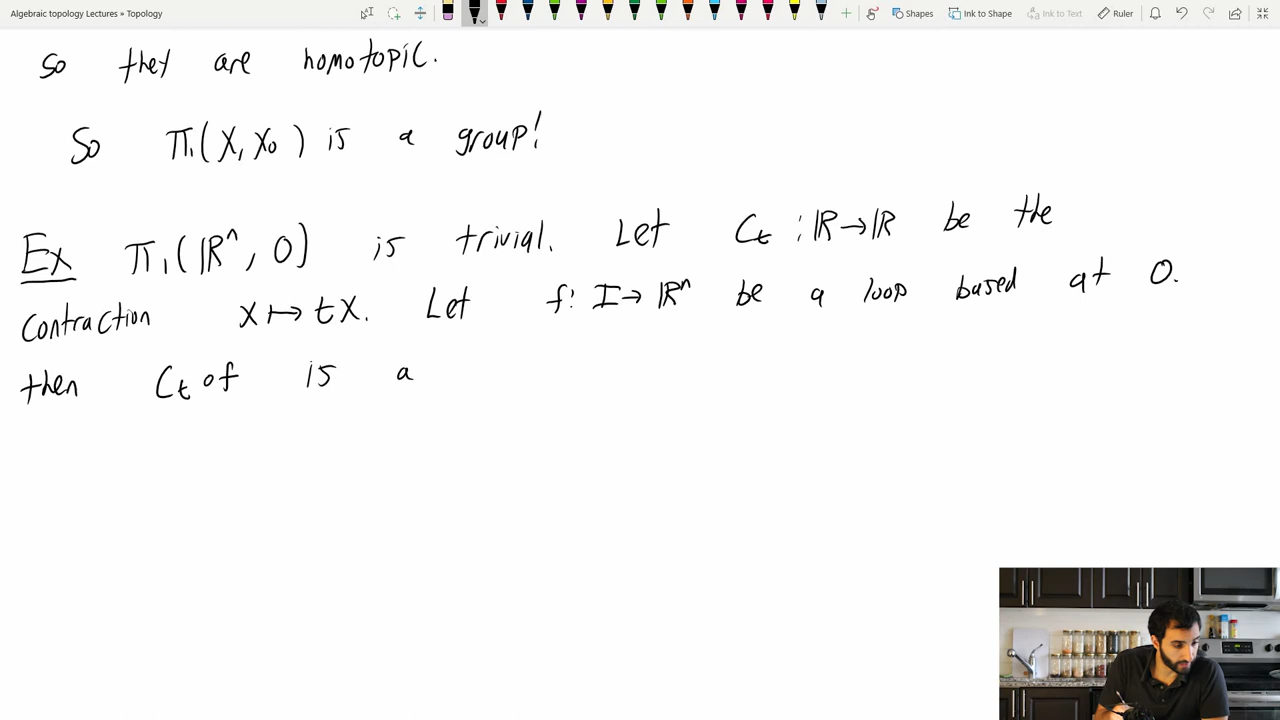 Algebraic topology Lectures » Topology
Shapes
Ink to Shape
Ink to Text
Ruler
So they are homotopic.
So π₁(X, x₀) is a group!
Ex π₁(ℝⁿ, 0) is trivial. Let Cₜ : ℝ→ℝ be the
contraction x ↦ tx. Let f: I→ ℝⁿ be a loop based at 0.
then Cₜ∘f is a